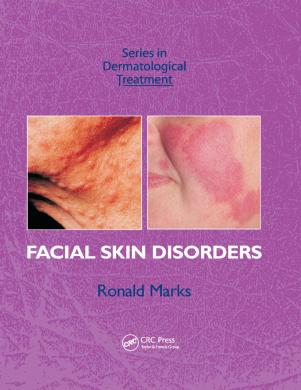 Series in
Dermatological
Treatment
FACIAL SKIN DISORDERS
Ronald Marks
CRC Press
Taylor & Francis Group